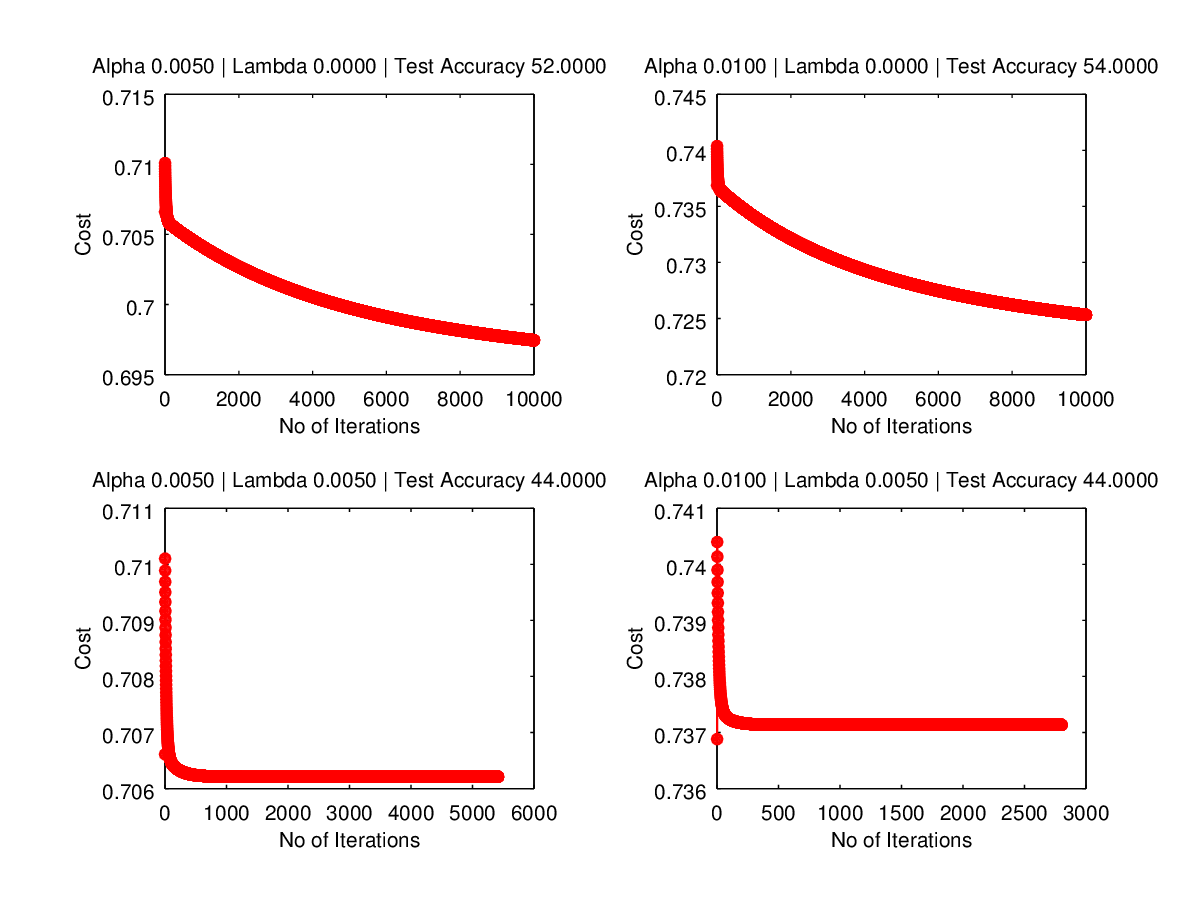 Alpha 0.0050 | Lambda 0.0000 | Test Accuracy 52.0000
0.715
0.71
0.705
0.7
0.695
Cost
0 2000 4000 6000 8000 10000
No of Iterations
Alpha 0.0100 | Lambda 0.0000 | Test Accuracy 54.0000
0.745
0.74
0.735
0.73
0.725
0.72
Cost
0 2000 4000 6000 8000 10000
No of Iterations
Alpha 0.0050 | Lambda 0.0050 | Test Accuracy 44.0000
0.711
0.71
0.709
0.708
0.707
0.706
Cost
0 1000 2000 3000 4000 5000 6000
No of Iterations
Alpha 0.0100 | Lambda 0.0050 | Test Accuracy 44.0000
0.741
0.74
0.739
0.738
0.737
0.736
Cost
0 500 1000 1500 2000 2500 3000
No of Iterations